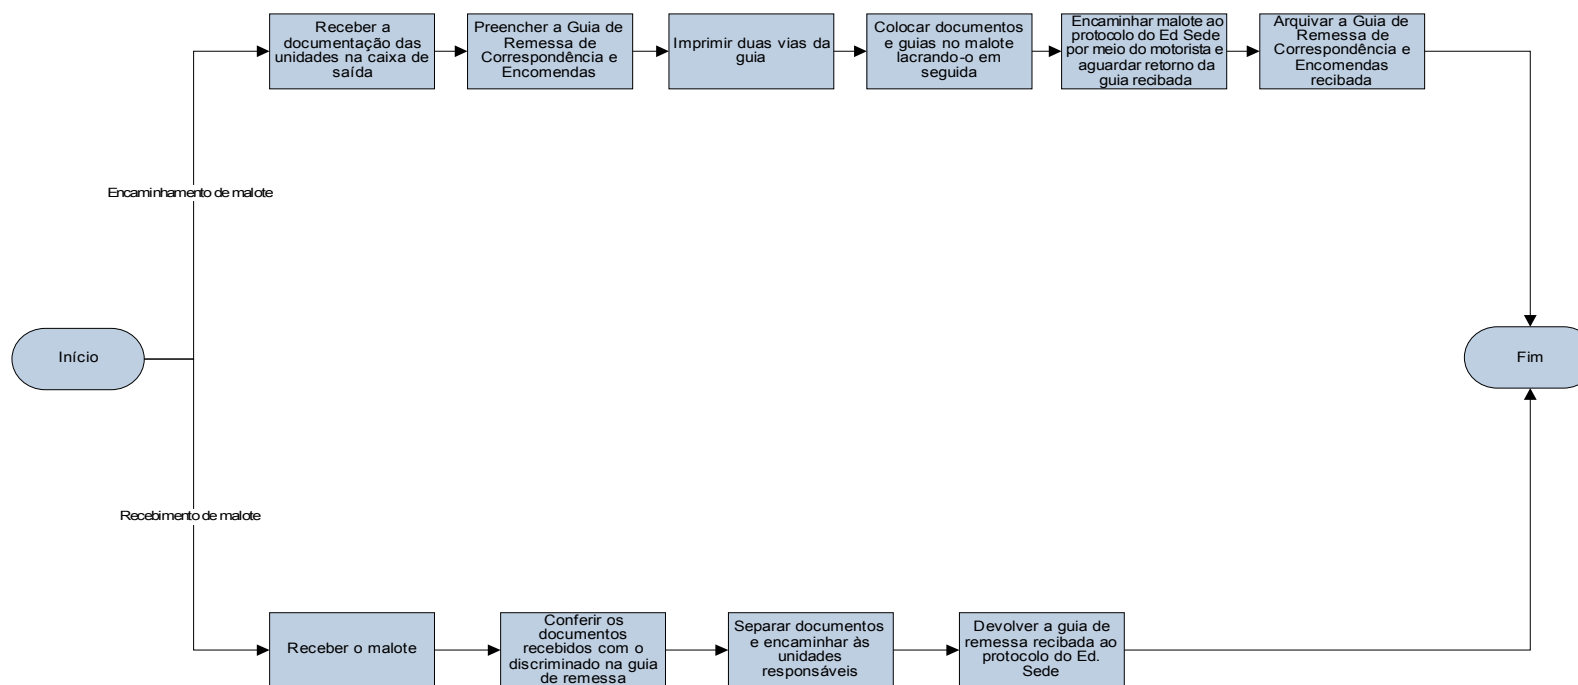 Receber a
documentação das
unidades na caixa de
saída
Preencher a Guia de
Remessa de
Correspondência e
Encomendas
Imprimir duas vias da
guia
Colocar documentos
e guias no malote
lacrando-o em
seguida
Encaminhar malote ao
protocolo do Ed Sede
por meio do motorista e
aguardar retorno da
guia recibada
Arquivar a Guia de
Remessa de
Correspondência e
Encomendas
recibada
Encaminhamento de malote
Início
Fim
Recebimento de malote
Receber o malote
Conferir os
documentos
recebidos com o
discriminado na guia
de remessa
Separar documentos
e encaminhar às
unidades
responsáveis
Devolver a guia de
remessa recibada ao
protocolo do Ed.
Sede